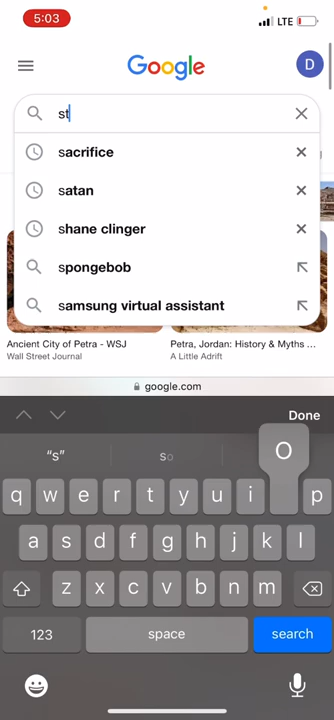 5:03
LTE
Google
D
st
sacrifice
satan
shane clinger
spongebob
samsung virtual assistant
Ancient City of Petra - WSJ
Wall Street Journal
Petra, Jordan: History & Myths ...
A Little Adrift
google.com
Done
“s”
so
O
q w e r t y u i p
a s d f g h j k l
z x c v b n m
123 space search